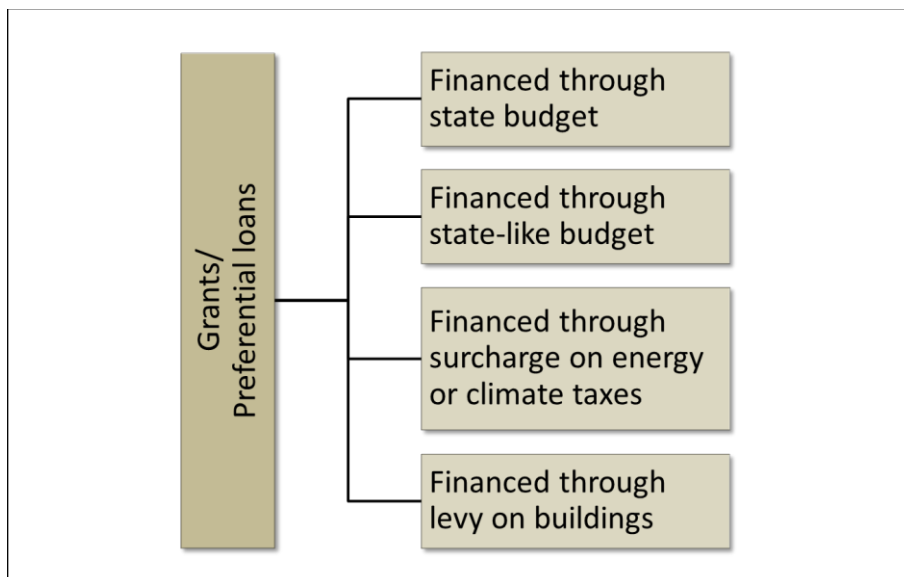 Grants/
Preferential loans
Financed through
state budget
Financed through
state-like budget
Financed through
surcharge on energy
or climate taxes
Financed through
levy on buildings